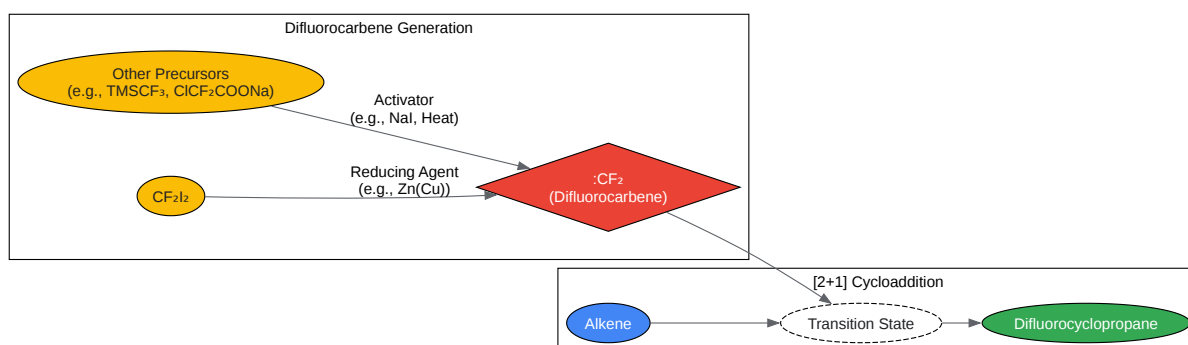 Difluorocarbene Generation
Other Precursors
(e.g., TMSCF₃, ClCF₂COONa)
Activator
(e.g., NaI, Heat)
Reducing Agent
(e.g., Zn(Cu))
CF₂I₂
:CF₂
(Difluorocarbene)
[2+1] Cycloaddition
Alkene
Transition State
Difluorocyclopropane